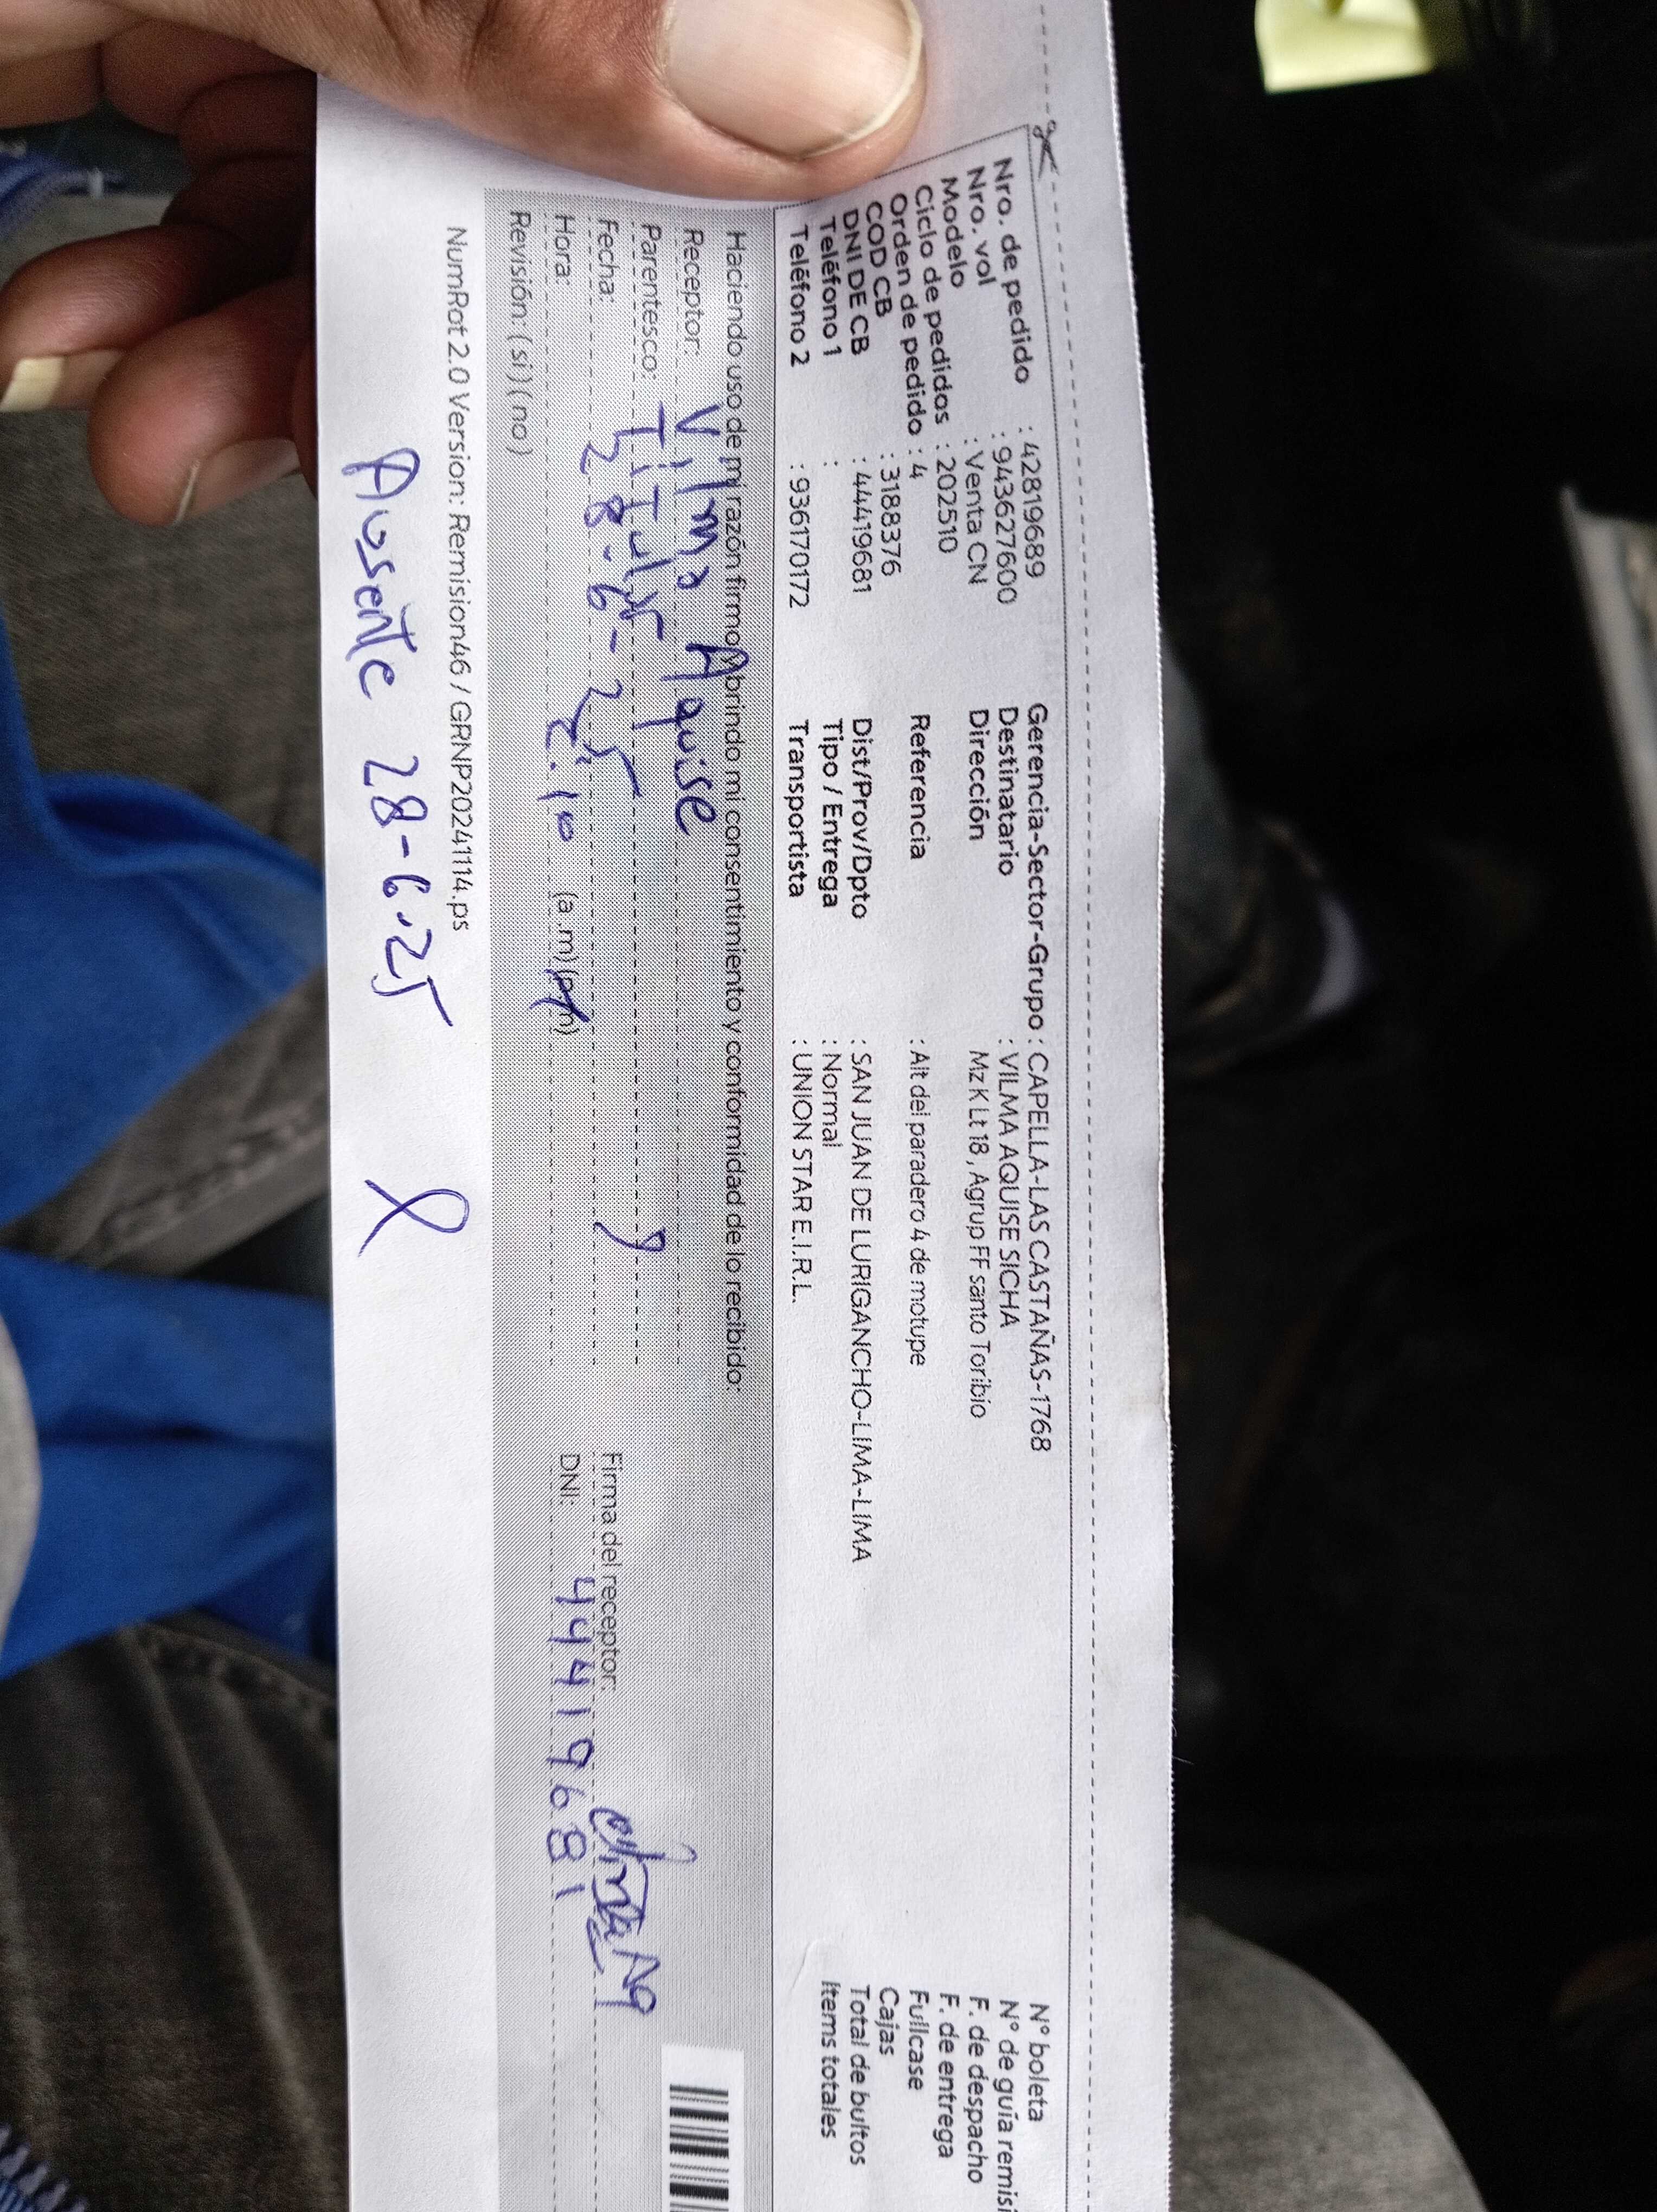 Nro. de pedido : 42819689
Nro. vol : 943627600
Modelo : Venta CN
Ciclo de pedidos : 202510
Orden de pedido : 4
COD CB : 3188376
DNI DE CB : 44419681
Teléfono 1 :
Teléfono 2 : 936170172
Gerencia-Sector-Grupo : CAPELLA-LAS CASTAÑAS-1768
Destinatario : VILMA AQUISE SICHA
Dirección Mz K Lt 18 , Agrup FF santo Toribio
Referencia : Alt del paradero 4 de motupe
Dist/Prov/Dpto : SAN JUAN DE LURIGANCHO-LIMA-LIMA
Tipo / Entrega : Normal
Transportista : UNION STAR E.I.R.L.
N° boleta
N° de guía remisi
F. de despacho
F. de entrega
Fullcase
Cajas
Total de bultos
Items totales
Haciendo uso de mi razón firmo brindo mi consentimiento y conformidad de lo recibido:
Receptor: Vilma Aquise
Parentesco: Titular
Fecha: 28-6-25
Hora: 2:10 (a.m) (p.m)
Revisión: ( si ) ( no )
Firma del receptor:
DNI: 44419681
NumRot 2.0 Version: Remision46 / GRNP20241114.ps
Ausente 28-6-25